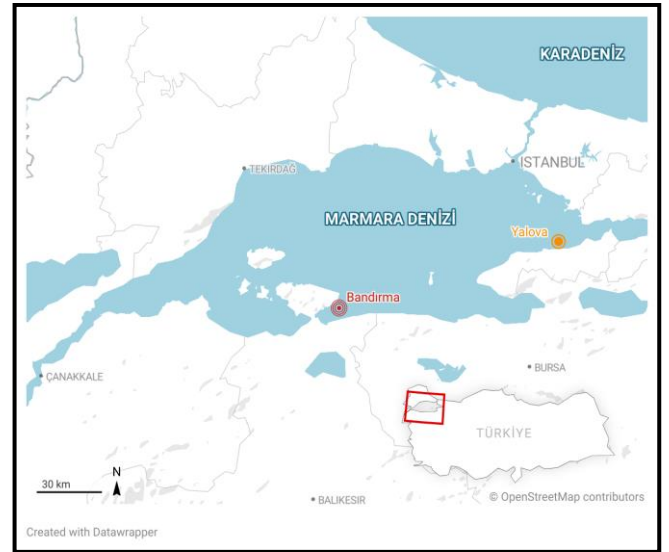 KARADENİZ
ISTANBUL
TEKIRDAĞ
MARMARA DENİZİ
Yalova
Bandırma
BURSA
ÇANAKKALE
TÜRKİYE
30 km
N
BALIKESIR
© OpenStreetMap contributors
Created with Datawrapper